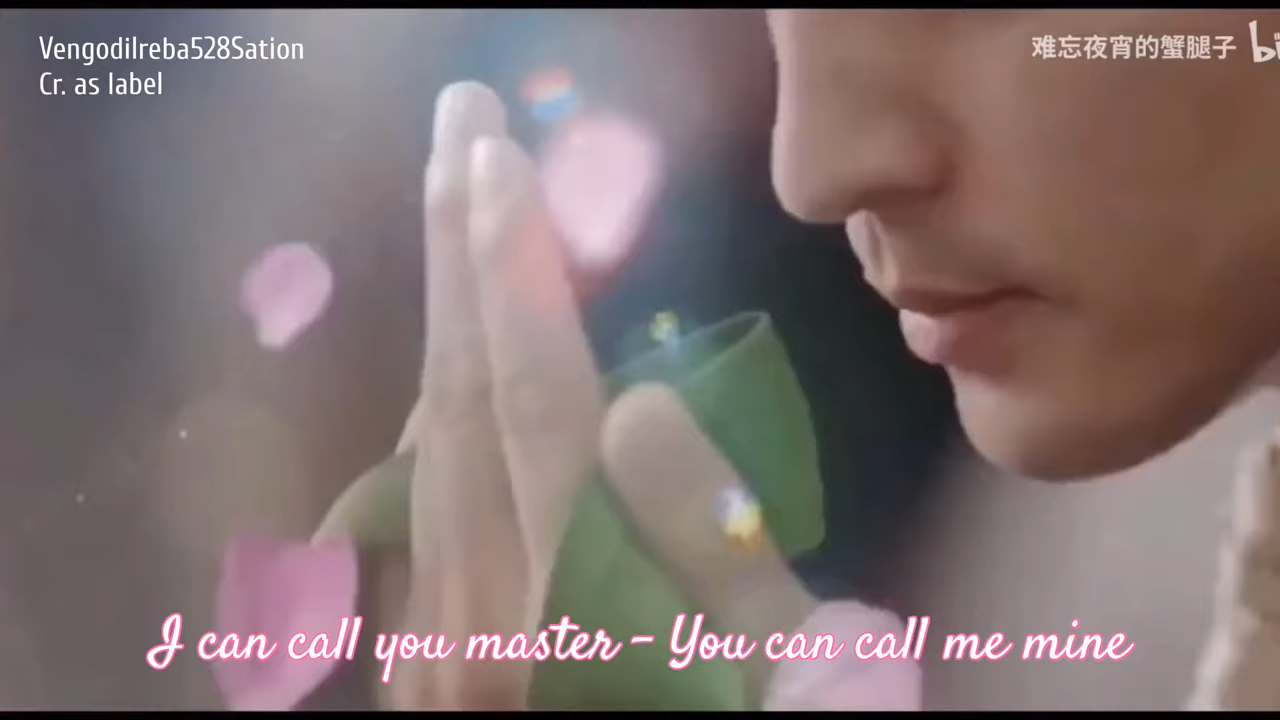 VengodiIreba528Sation
Cr. as label
难忘夜宵的蟹腿子
I can call you master - You can call me mine